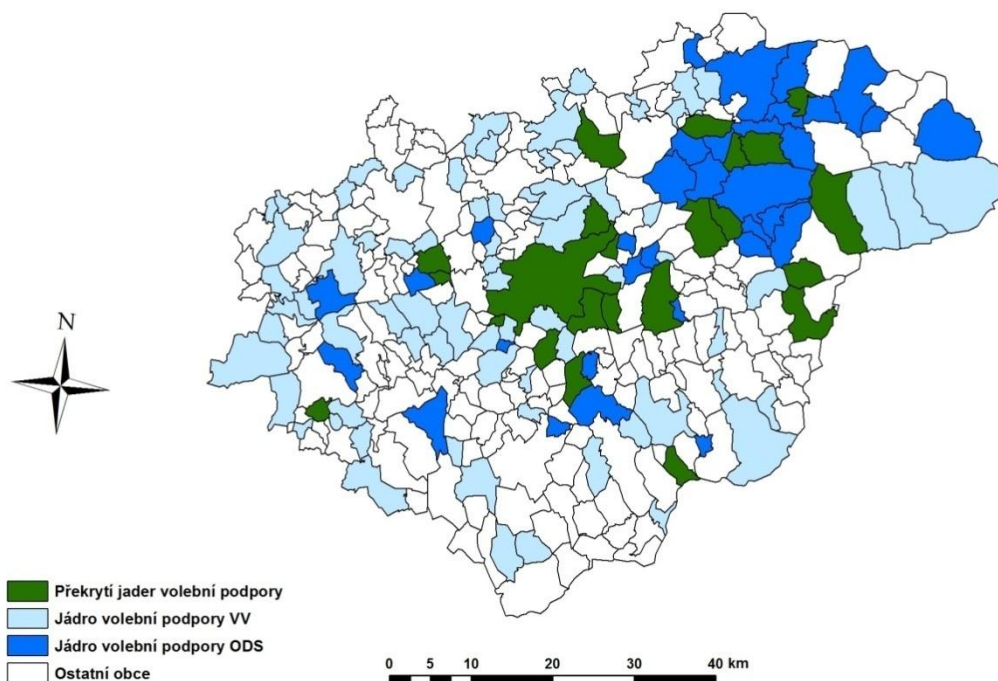 N
Překrytí jader volební podpory
Jádro volební podpory VV
Jádro volební podpory ODS
Ostatní obce
0 5 10 20 30 40 km